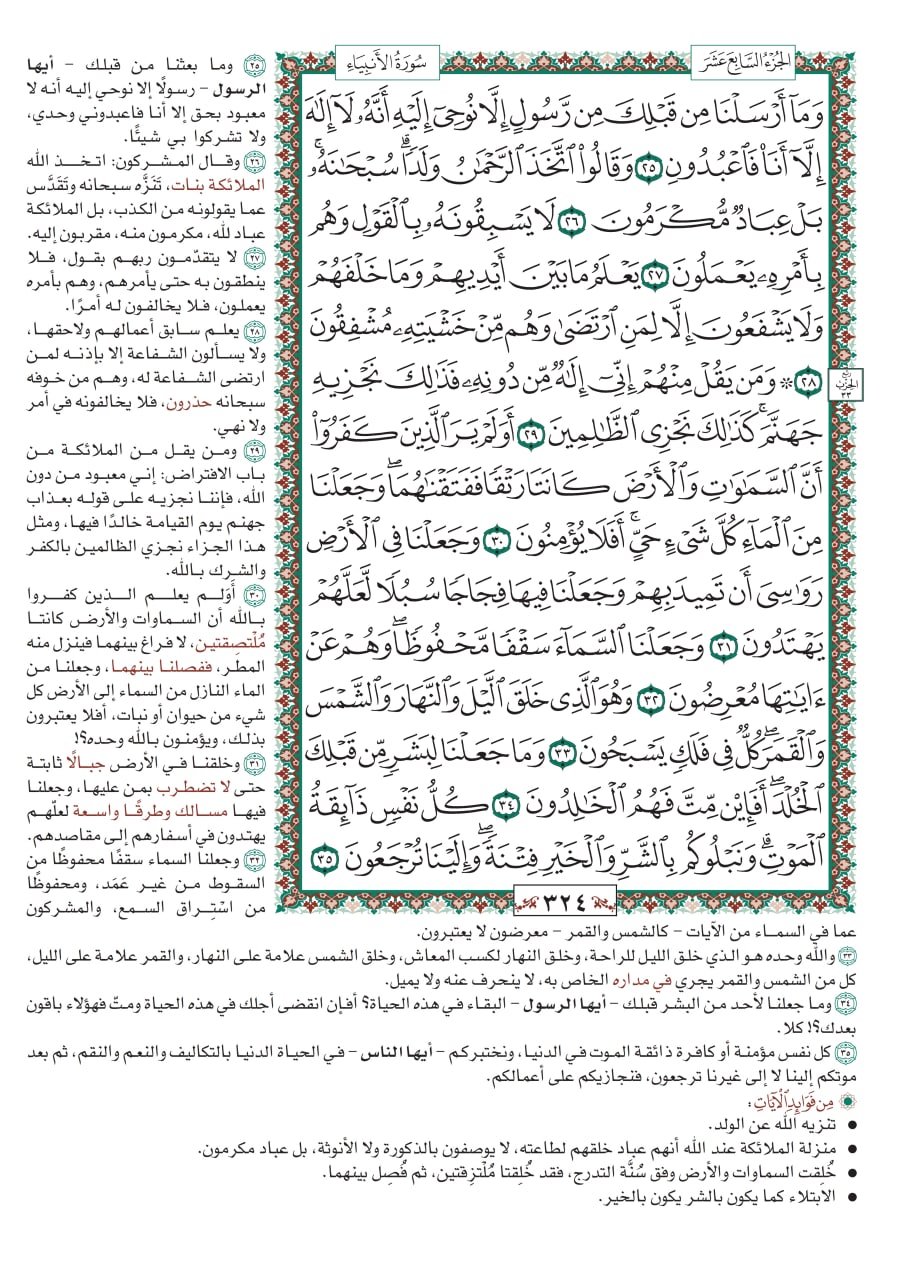 الجُزْءُ السَّابِعَ عَشَرَ
سُورَةُ الأَنبِيَاءِ
وَمَآ أَرْسَلْنَا مِن قَبْلِكَ مِن رَّسُولٍ إِلَّا نُوحِىٓ إِلَيْهِ أَنَّهُۥ لَآ إِلَٰهَ
إِلَّآ أَنَا۠ فَٱعْبُدُونِ ٢٥ وَقَالُوا۟ ٱتَّخَذَ ٱلرَّحْمَٰنُ وَلَدًا ۗ سُبْحَٰنَهُۥ ۚ
بَلْ عِبَادٌ مُّكْرَمُونَ ٢٦ لَا يَسْبِقُونَهُۥ بِٱلْقَوْلِ وَهُم
بِأَمْرِهِۦ يَعْمَلُونَ ٢٧ يَعْلَمُ مَا بَيْنَ أَيْدِيهِمْ وَمَا خَلْفَهُمْ
وَلَا يَشْفَعُونَ إِلَّا لِمَنِ ٱرْتَضَىٰ وَهُم مِّنْ خَشْيَتِهِۦ مُشْفِقُونَ
٢٨ ۞ وَمَن يَقُلْ مِنْهُمْ إِنِّىٓ إِلَٰهٌ مِّن دُونِهِۦ فَذَٰلِكَ نَجْزِيهِ
جَهَنَّمَ ۚ كَذَٰلِكَ نَجْزِى ٱلظَّٰلِمِينَ ٢٩ أَوَلَمْ يَرَ ٱلَّذِينَ كَفَرُوٓا۟
أَنَّ ٱلسَّمَٰوَٰتِ وَٱلْأَرْضَ كَانَتَا رَتْقًا فَفَتَقْنَٰهُمَا ۖ وَجَعَلْنَا
مِنَ ٱلْمَآءِ كُلَّ شَىْءٍ حَىٍّ ۖ أَفَلَا يُؤْمِنُونَ ٣٠ وَجَعَلْنَا فِى ٱلْأَرْضِ
رَوَٰسِىَ أَن تَمِيدَ بِهِمْ وَجَعَلْنَا فِيهَا فِجَاجًا سُبُلًا لَّعَلَّهُمْ
يَهْتَدُونَ ٣١ وَجَعَلْنَا ٱلسَّمَآءَ سَقْفًا مَّحْفُوظًا ۖ وَهُمْ عَنْ
ءَايَٰتِهَا مُعْرِضُونَ ٣٢ وَهُوَ ٱلَّذِى خَلَقَ ٱلَّيْلَ وَٱلنَّهَارَ وَٱلشَّمْسَ
وَٱلْقَمَرَ ۖ كُلٌّ فِى فَلَكٍ يَسْبَحُونَ ٣٣ وَمَا جَعَلْنَا لِبَشَرٍ مِّن قَبْلِكَ
ٱلْخُلْدَ ۖ أَفَإِي۟ن مِّتَّ فَهُمُ ٱلْخَٰلِدُونَ ٣٤ كُلُّ نَفْسٍ ذَآئِقَةُ
ٱلْمَوْتِ ۗ وَنَبْلُوكُم بِٱلشَّرِّ وَٱلْخَيْرِ فِتْنَةً ۖ وَإِلَيْنَا تُرْجَعُونَ ٣٥
رُبْعُ
الحِزْبِ
٣٣
٣٢٤
٢٥ وما بعثنا من قبلك - أيها
الرسول - رسولًا إلا نوحي إليه أنه لا
معبود بحق إلا أنا فاعبدوني وحدي،
ولا تشركوا بي شيئًا.
٢٦ وقال المشركون: اتخذ الله
الملائكة بنات، تَنَزَّه سبحانه وتَقَدَّس
عما يقولونه من الكذب، بل الملائكة
عباد لله، مكرمون منه، مقربون إليه.
٢٧ لا يتقدّمون ربهم بقول، فلا
ينطقون به حتى يأمرهم، وهم بأمره
يعملون، فلا يخالفون له أمرًا.
٢٨ يعلم سابق أعمالهم ولاحقها،
ولا يسألون الشفاعة إلا بإذنه لمن
ارتضى الشفاعة له، وهم من خوفه
سبحانه حذرون، فلا يخالفونه في أمر
ولا نهي.
٢٩ ومن يقل من الملائكة من
باب الافتراض: إني معبود من دون
الله، فإننا نجزيه على قوله بعذاب
جهنم يوم القيامة خالدًا فيها، ومثل
هذا الجزاء نجزي الظالمين بالكفر
والشرك بالله.
٣٠ أَوَلم يعلم الذين كفروا
بالله أن السماوات والأرض كانتا
مُلْتصِقتين، لا فراغ بينهما فينزل منه
المطر، ففصلنا بينهما، وجعلنا من
الماء النازل من السماء إلى الأرض كل
شيء من حيوان أو نبات، أفلا يعتبرون
بذلك، ويؤمنون بالله وحده؟!
٣١ وخلقنا في الأرض جبالًا ثابتة
حتى لا تضطرب بمن عليها، وجعلنا
فيها مسالك وطرقًا واسعة لعلّهم
يهتدون في أسفارهم إلى مقاصدهم.
٣٢ وجعلنا السماء سقفًا محفوظًا من
السقوط من غير عَمَد، ومحفوظًا
من اسْتِراق السمع، والمشركون
عما في السماء من الآيات - كالشمس والقمر - معرضون لا يعتبرون.
٣٣ والله وحده هو الذي خلق الليل للراحة، وخلق النهار لكسب المعاش، وخلق الشمس علامة على النهار، والقمر علامة على الليل،
كل من الشمس والقمر يجري في مداره الخاص به، لا ينحرف عنه ولا يميل.
٣٤ وما جعلنا لأحد من البشر قبلك - أيها الرسول - البقاء في هذه الحياة؟ أفإن انقضى أجلك في هذه الحياة ومتّ فهؤلاء باقون
بعدك؟! كلا.
٣٥ كل نفس مؤمنة أو كافرة ذائقة الموت في الدنيا، ونختبركم - أيها الناس - في الحياة الدنيا بالتكاليف والنعم والنقم، ثم بعد
موتكم إلينا لا إلى غيرنا ترجعون، فنجازيكم على أعمالكم.
مِن فَوَائِدِ الآيَاتِ:
● تنزيه الله عن الولد.
● منزلة الملائكة عند الله أنهم عباد خلقهم لطاعته، لا يوصفون بالذكورة ولا الأنوثة، بل عباد مكرمون.
● خُلِقت السماوات والأرض وفق سُنَّة التدرج، فقد خُلِقتا مُلْتزِقتين، ثم فُصِل بينهما.
● الابتلاء كما يكون بالشر يكون بالخير.